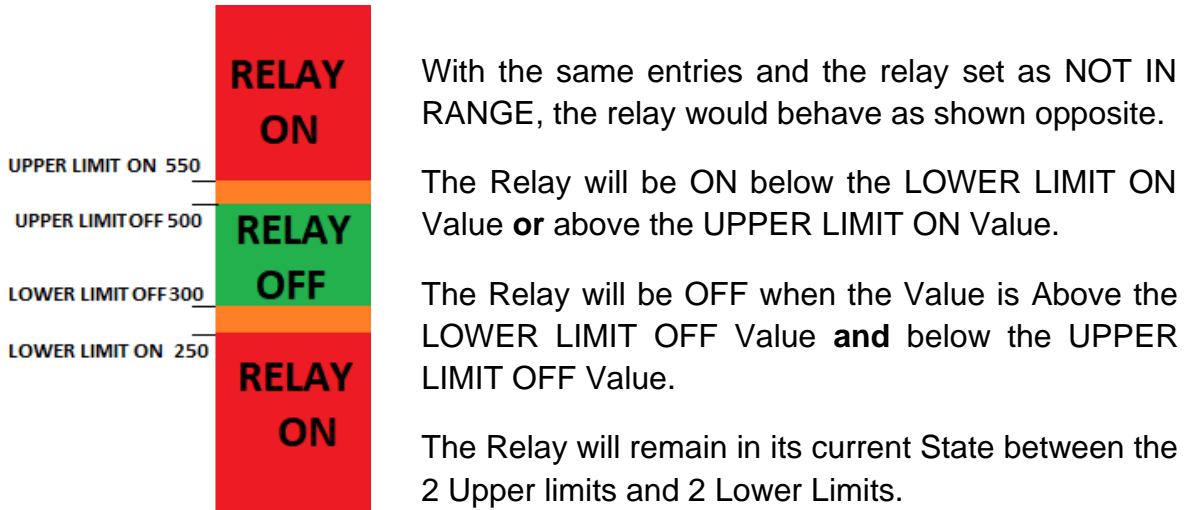 RELAY
ON
UPPER LIMIT ON 550
UPPER LIMIT OFF 500
RELAY
OFF
LOWER LIMIT OFF 300
LOWER LIMIT ON 250
RELAY
ON
With the same entries and the relay set as NOT IN
RANGE, the relay would behave as shown opposite.
The Relay will be ON below the LOWER LIMIT ON
Value or above the UPPER LIMIT ON Value.
The Relay will be OFF when the Value is Above the
LOWER LIMIT OFF Value and below the UPPER
LIMIT OFF Value.
The Relay will remain in its current State between the
2 Upper limits and 2 Lower Limits.